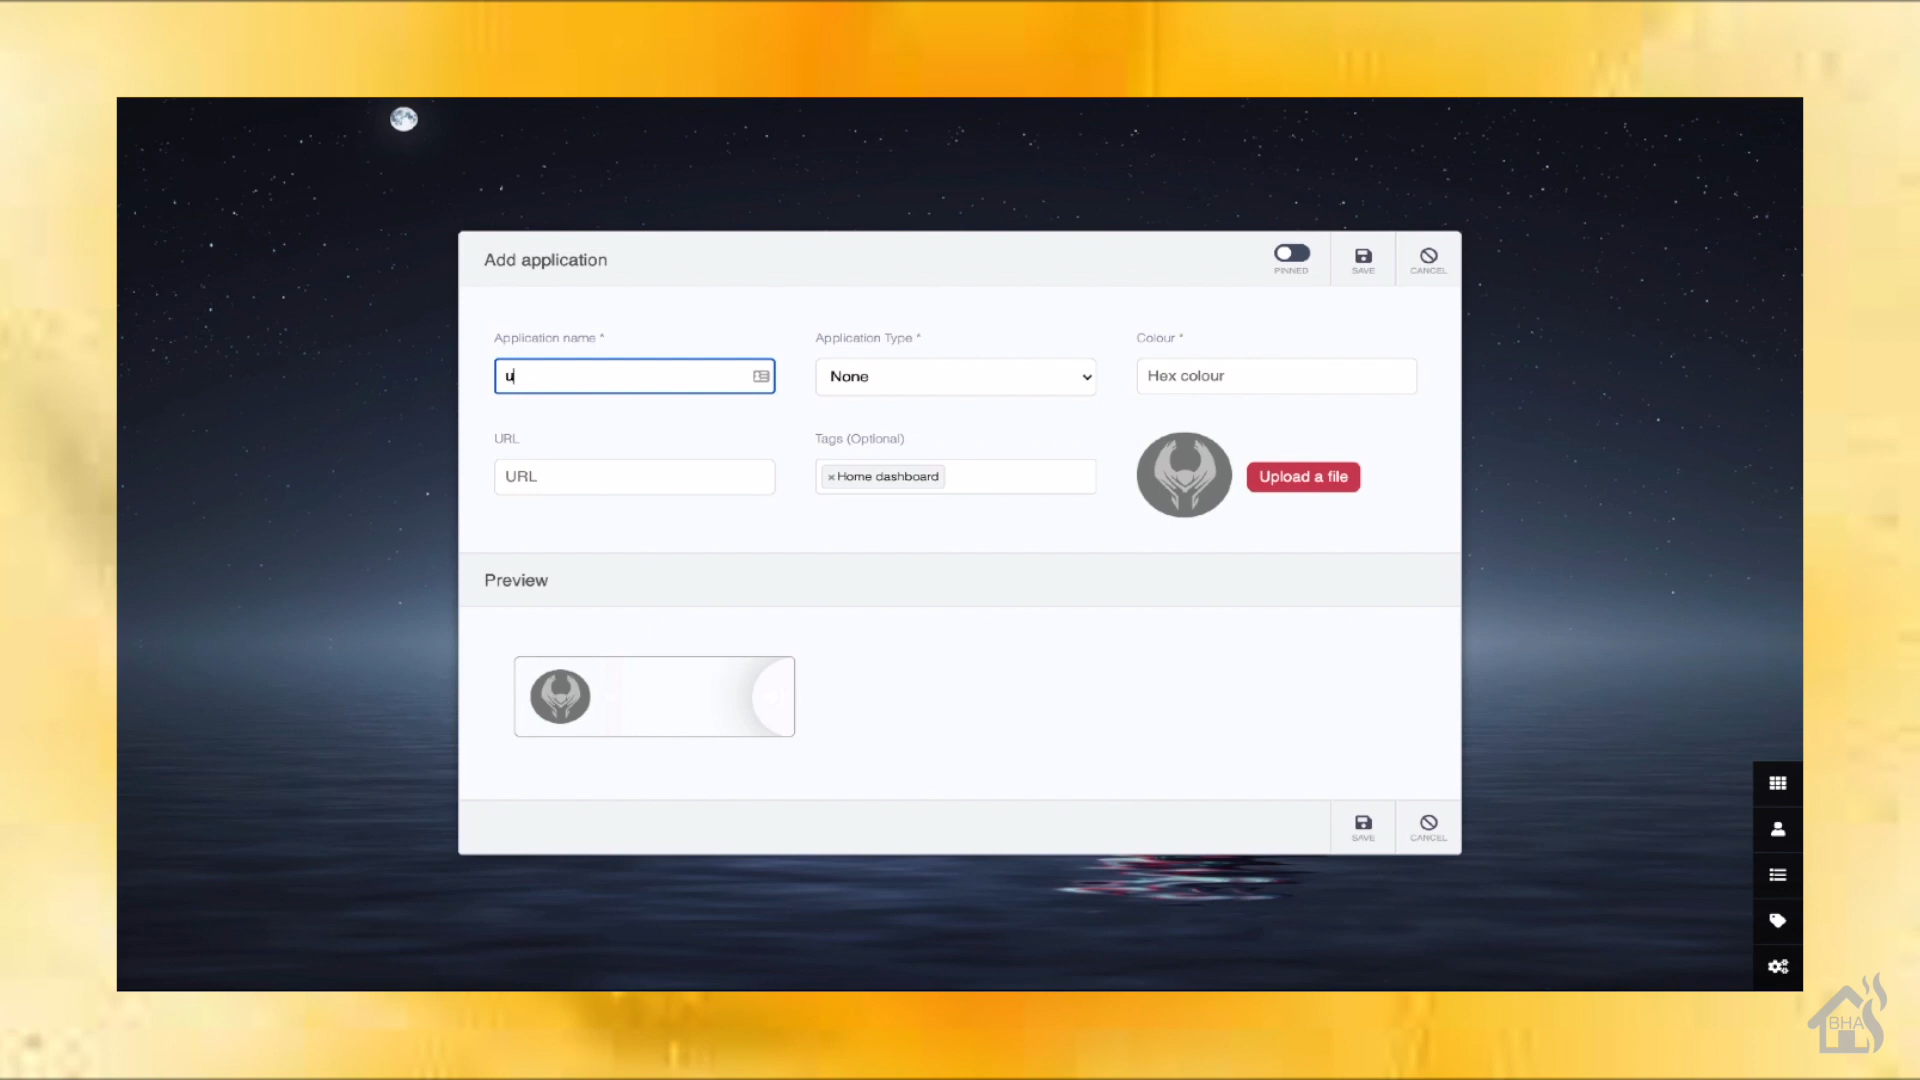 Add application
PINNED
SAVE
CANCEL
Application name *
Application Type *
Colour *
u
None
Hex colour
URL
Tags (Optional)
URL
×Home dashboard
Upload a file
Preview
SAVE
CANCEL
BHA